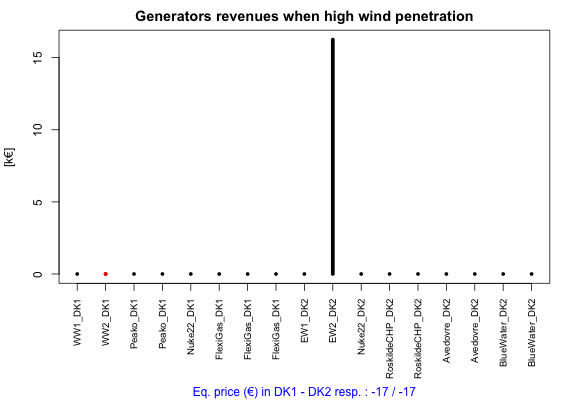 Generators revenues when high wind penetration
[k€]
15
10
5
0
WW1_DK1
WW2_DK1
Peako_DK1
Peako_DK1
Nuke22_DK1
FlexiGas_DK1
FlexiGas_DK1
FlexiGas_DK1
EW1_DK2
EW2_DK2
Nuke22_DK2
RoskildeCHP_DK2
RoskildeCHP_DK2
Avedovre_DK2
Avedovre_DK2
BlueWater_DK2
BlueWater_DK2
Eq. price (€) in DK1 - DK2 resp. : -17 / -17